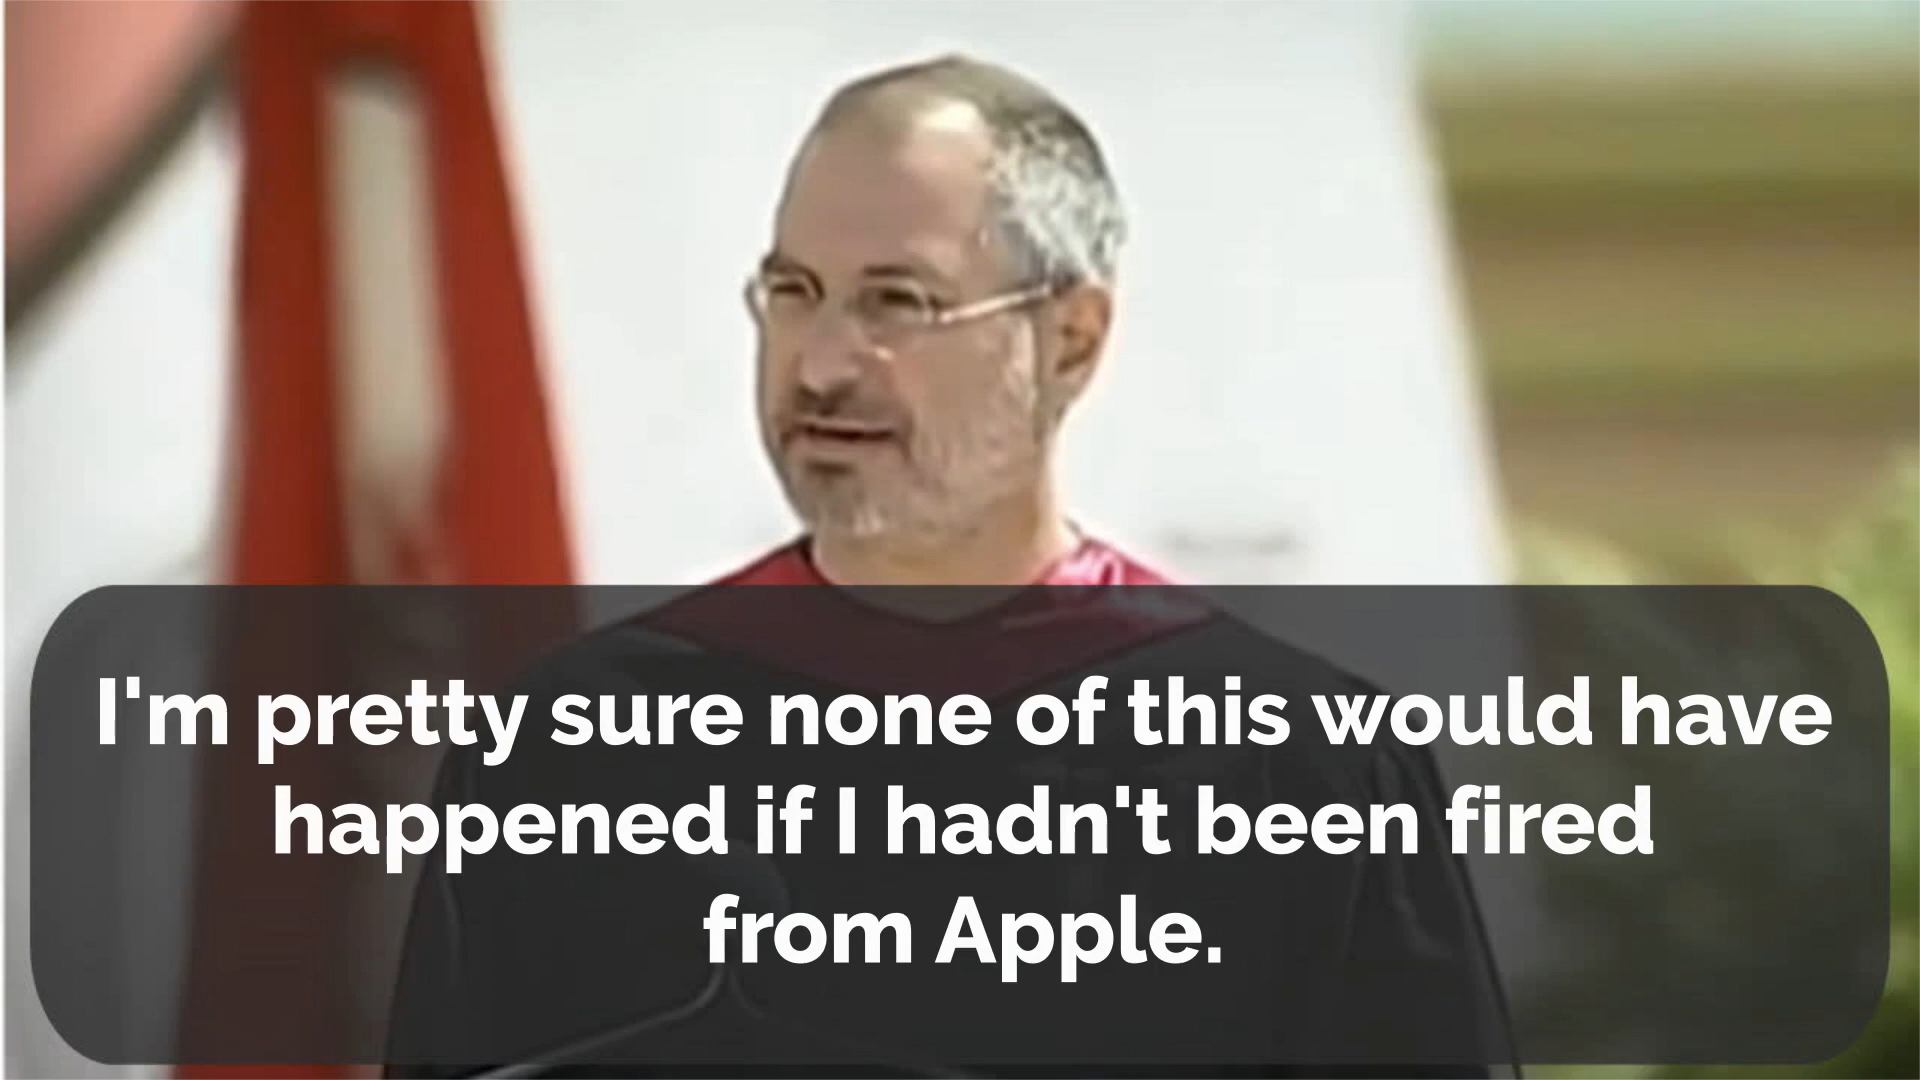 I'm pretty sure none of this would have
happened if I hadn't been fired
from Apple.